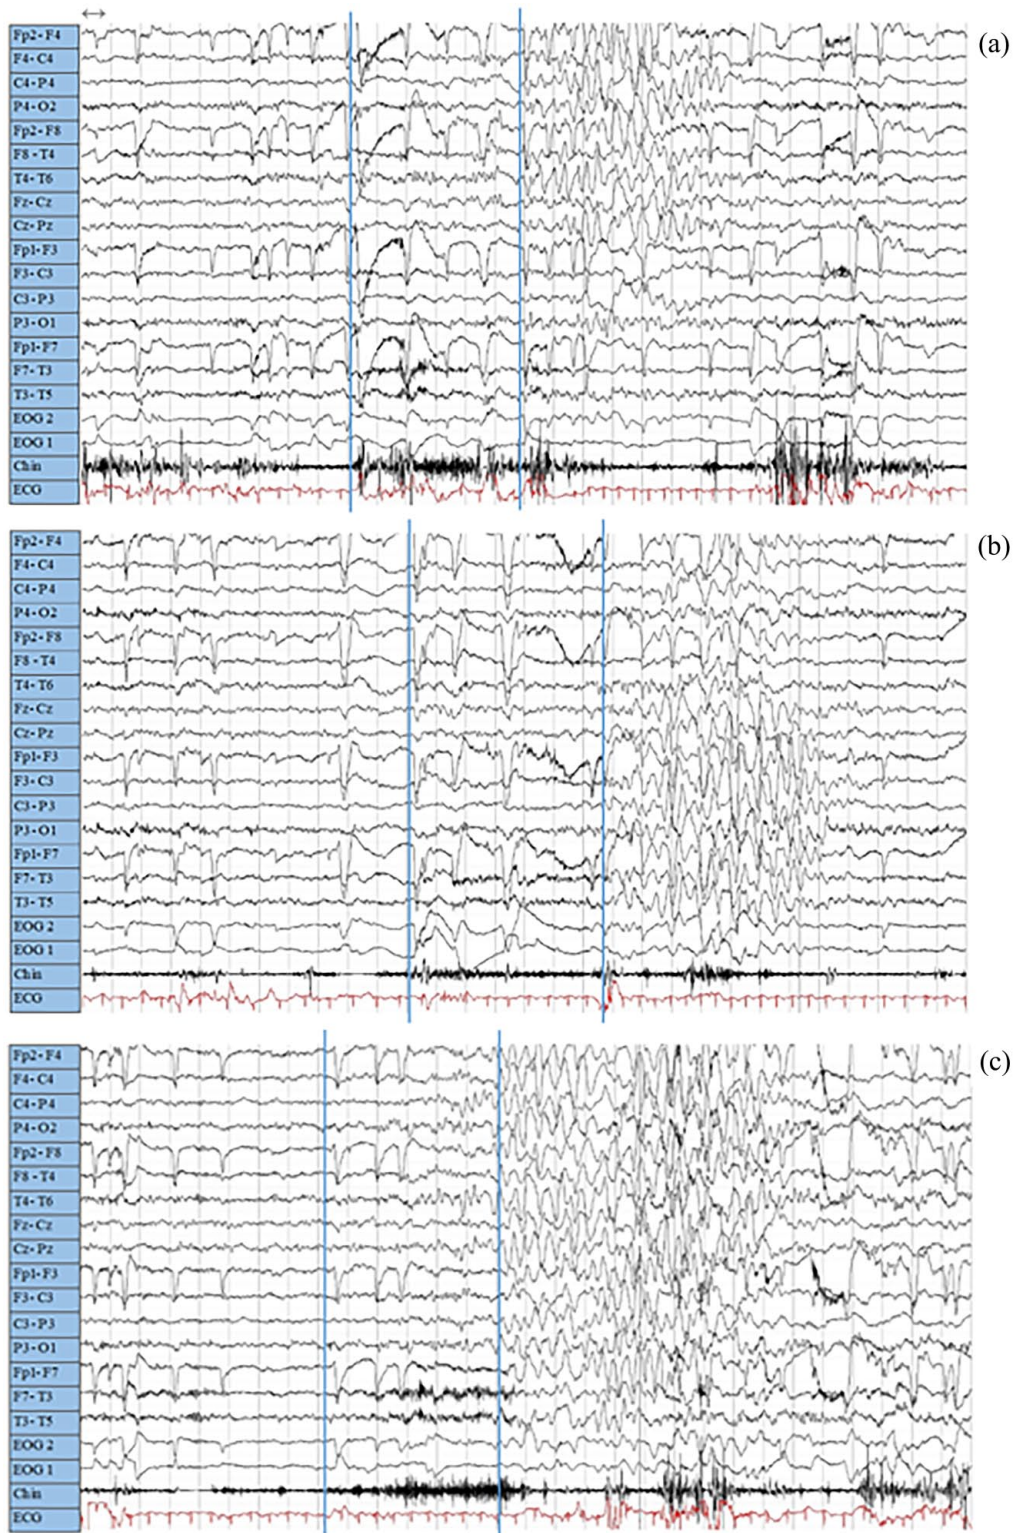 (a)
Fp2-F4
F4-C4
C4-P4
P4-O2
Fp2-F8
F8-T4
T4-T6
Fz-Cz
Cz-Pz
Fp1-F3
F3-C3
C3-P3
P3-O1
Fp1-F7
F7-T3
T3-T5
EOG 2
EOG 1
Chin
ECG
(b)
Fp2-F4
F4-C4
C4-P4
P4-O2
Fp2-F8
F8-T4
T4-T6
Fz-Cz
Cz-Pz
Fp1-F3
F3-C3
C3-P3
P3-O1
Fp1-F7
F7-T3
T3-T5
EOG 2
EOG 1
Chin
ECG
(c)
Fp2-F4
F4-C4
C4-P4
P4-O2
Fp2-F8
F8-T4
T4-T6
Fz-Cz
Cz-Pz
Fp1-F3
F3-C3
C3-P3
P3-O1
Fp1-F7
F7-T3
T3-T5
EOG 2
EOG 1
Chin
ECG